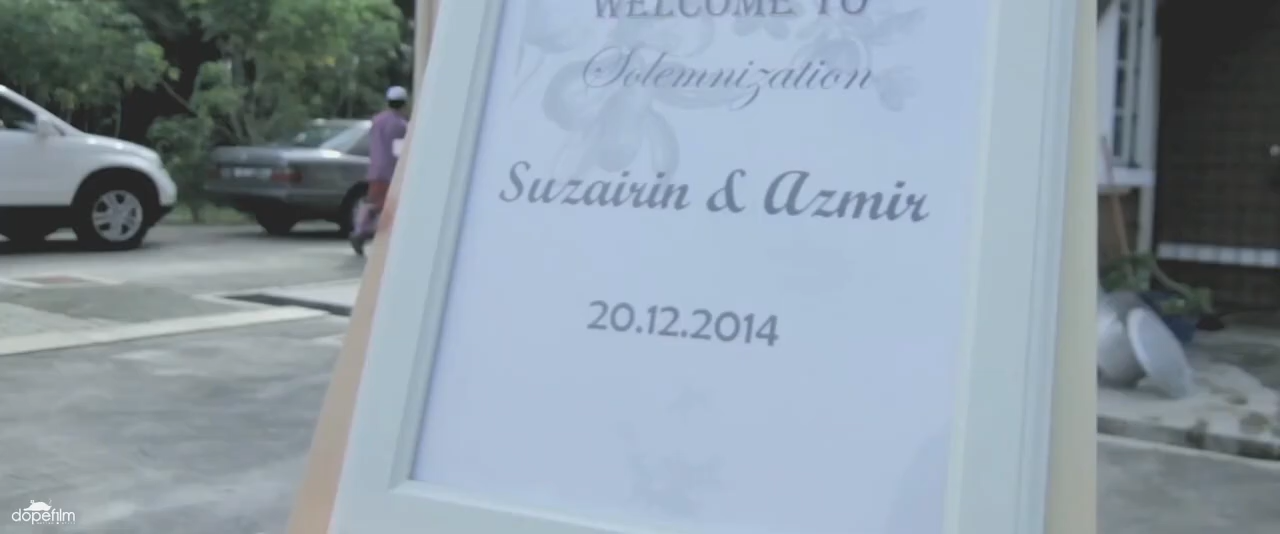 WELCOME TO
Solemnization
Suzairin & Azmir
20.12.2014
dopefilm